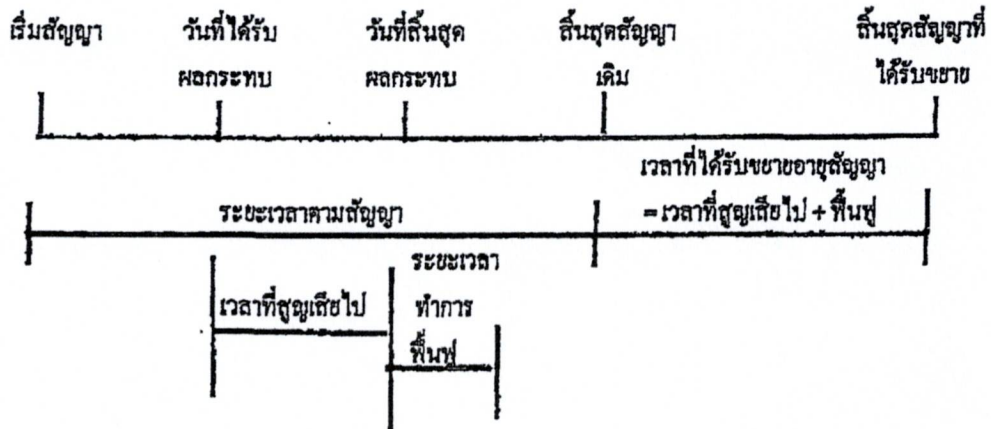 เริ่มสัญญา วันที่ได้รับ วันที่สิ้นสุด สิ้นสุดสัญญา สิ้นสุดสัญญาที่
ผลกระทบ ผลกระทบ เดิม ได้รับขยาย
เวลาที่ได้รับขยายอายุสัญญา
ระยะเวลาตามสัญญา =เวลาที่สูญเสียไป + ฟื้นฟู
ระยะเวลา
เวลาที่สูญเสียไป ทำการ
ฟื้นฟู